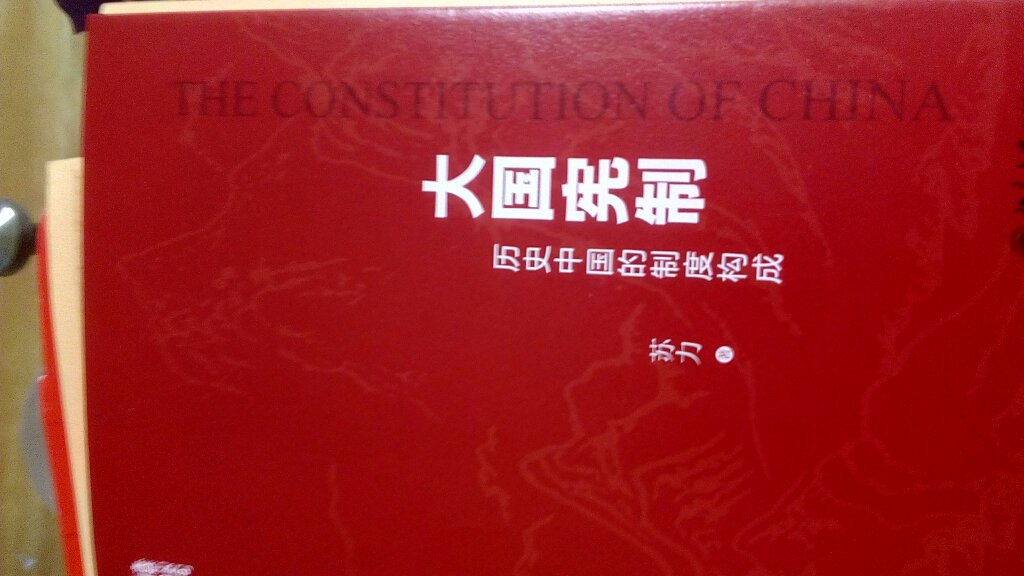 THE CONSTITUTION OF CHINA
大国宪制
历史中国的制度构成
苏力 著